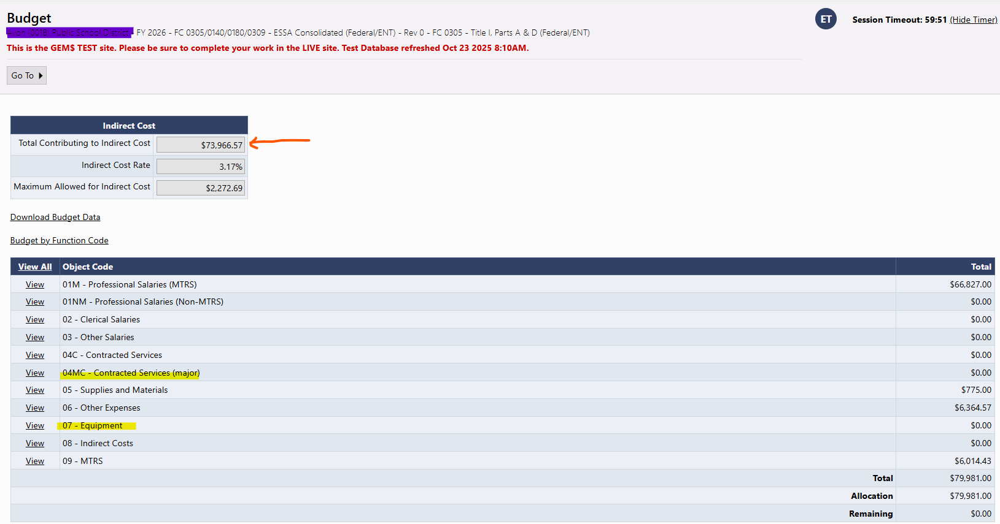 Budget
Avon (0018) Public School District - FY 2026 - FC 0305/0140/0180/0309 - ESSA Consolidated (Federal/ENT) - Rev 0 - FC 0305 - Title I, Parts A & D (Federal/ENT)
This is the GEM$ TEST site. Please be sure to complete your work in the LIVE site. Test Database refreshed Oct 23 2025 8:10AM.
ET
Session Timeout: 59:51 (Hide Timer)
Go To
Indirect Cost
Total Contributing to Indirect Cost $73,966.57
Indirect Cost Rate 3.17%
Maximum Allowed for Indirect Cost $2,272.69
Download Budget Data
Budget by Function Code
View All Object Code Total
View 01M - Professional Salaries (MTRS) $66,827.00
View 01NM - Professional Salaries (Non-MTRS) $0.00
View 02 - Clerical Salaries $0.00
View 03 - Other Salaries $0.00
View 04C - Contracted Services $0.00
View 04MC - Contracted Services (major) $0.00
View 05 - Supplies and Materials $775.00
View 06 - Other Expenses $6,364.57
View 07 - Equipment $0.00
View 08 - Indirect Costs $0.00
View 09 - MTRS $6,014.43
Total $79,981.00
Allocation $79,981.00
Remaining $0.00